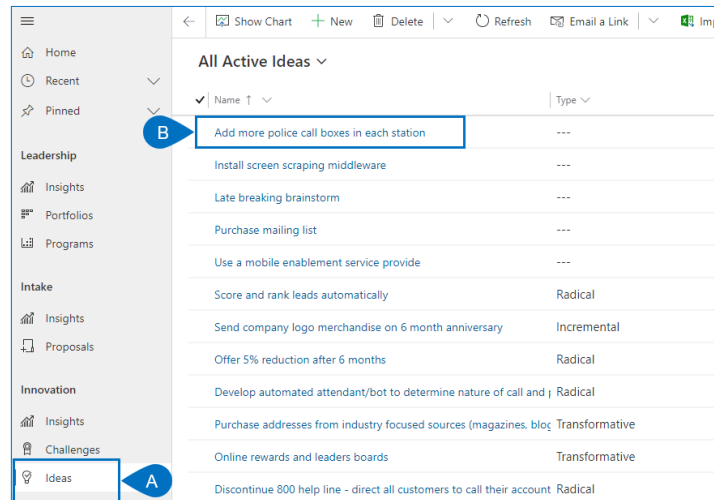 Show Chart New Delete Refresh Email a Link
Home
Recent
Pinned
Leadership
Insights
Portfolios
Programs
Intake
Insights
Proposals
Innovation
Insights
Challenges
Ideas
A
B
All Active Ideas
Name ↑ Type
Add more police call boxes in each station ---
Install screen scraping middleware ---
Late breaking brainstorm ---
Purchase mailing list ---
Use a mobile enablement service provide ---
Score and rank leads automatically Radical
Send company logo merchandise on 6 month anniversary Incremental
Offer 5% reduction after 6 months Radical
Develop automated attendant/bot to determine nature of call and Radical
Purchase addresses from industry focused sources (magazines, Transformative
Online rewards and leaders boards Transformative
Discontinue 800 help line - direct all customers to call their account Radical